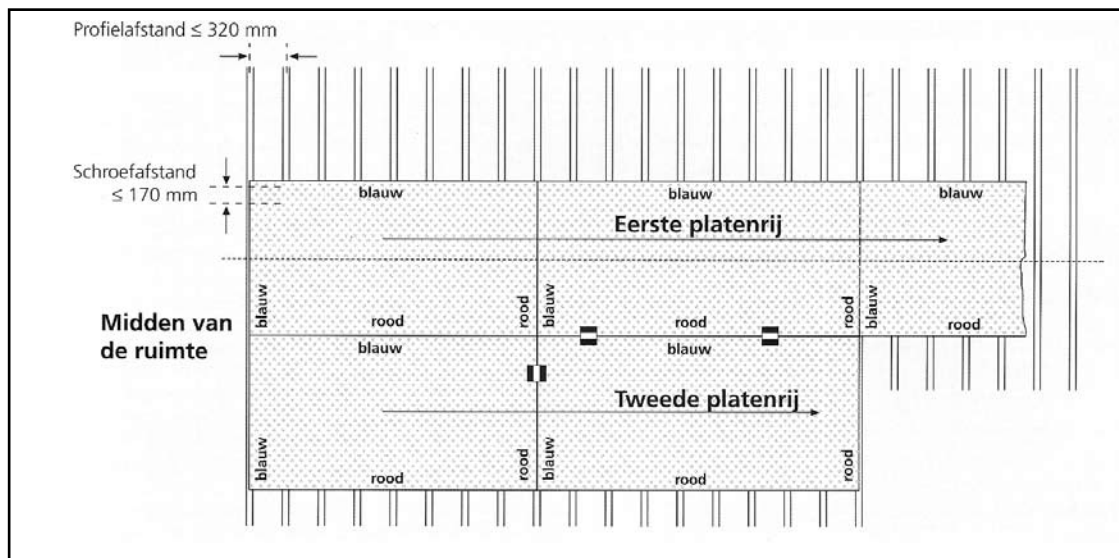 Profielafstand ≤ 320 mm
Schroefafstand
≤ 170 mm
blauw
blauw
blauw
Eerste platenrij
Midden van
de ruimte
blauw
rood
rood
blauw
rood
rood
blauw
rood
blauw
blauw
Tweede platenrij
blauw
rood
rood
blauw
rood
rood